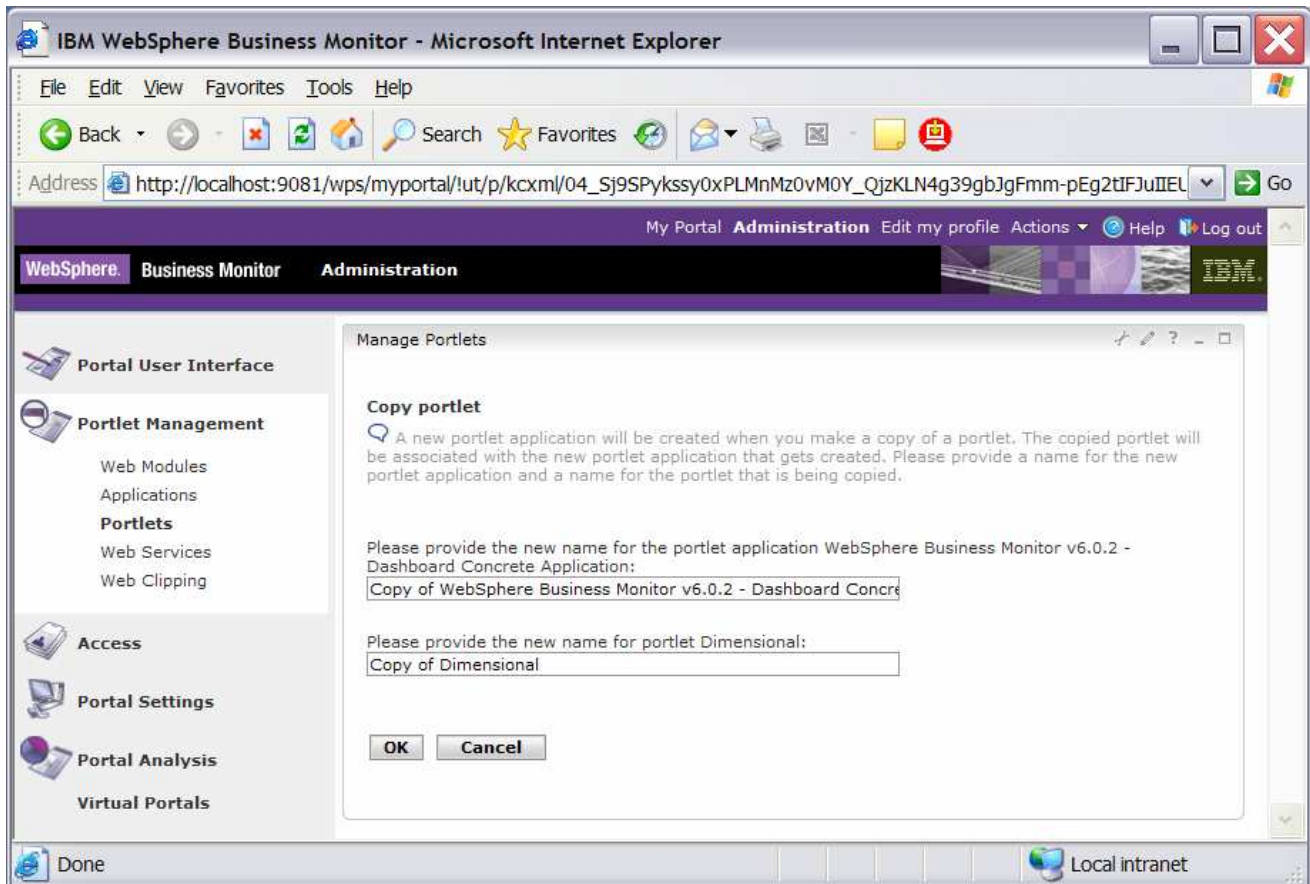 IBM WebSphere Business Monitor - Microsoft Internet Explorer
File Edit View Favorites Tools Help
Back Search Favorites
Address http://localhost:9081/wps/myportal/!ut/p/kcxml/04_Sj9SPykssy0xPLMnMz0vM0Y_QjzKLN4g39gbJgFmm-pEg2tIFJuIIEU Go
My Portal Administration Edit my profile Actions Help Log out
WebSphere. Business Monitor Administration IBM.
Manage Portlets
Portal User Interface
Portlet Management
Web Modules
Applications
Portlets
Web Services
Web Clipping
Access
Portal Settings
Portal Analysis
Virtual Portals
Copy portlet
A new portlet application will be created when you make a copy of a portlet. The copied portlet will
be associated with the new portlet application that gets created. Please provide a name for the new
portlet application and a name for the portlet that is being copied.
Please provide the new name for the portlet application WebSphere Business Monitor v6.0.2 -
Dashboard Concrete Application:
Copy of WebSphere Business Monitor v6.0.2 - Dashboard Concre
Please provide the new name for portlet Dimensional:
Copy of Dimensional
OK Cancel
Done Local intranet